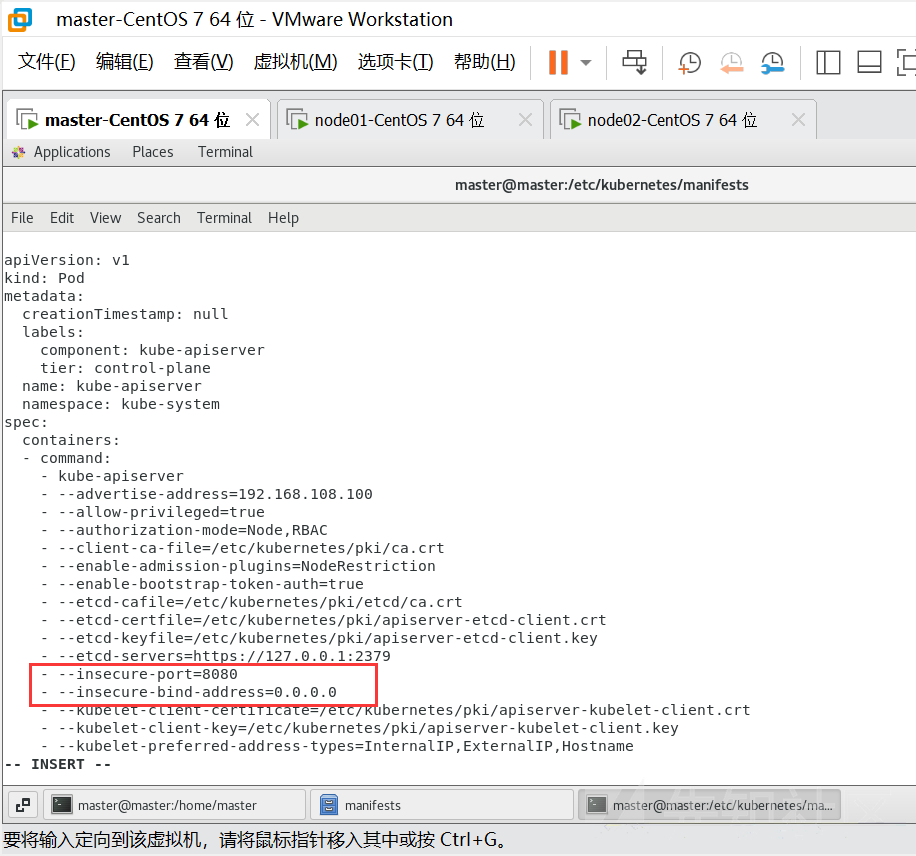 master-CentOS 7 64 位 - VMware Workstation
文件(F) 编辑(E) 查看(V) 虚拟机(M) 选项卡(T) 帮助(H)
master-CentOS 7 64 位 node01-CentOS 7 64 位 node02-CentOS 7 64 位
Applications Places Terminal
master@master:/etc/kubernetes/manifests
File Edit View Search Terminal Help
apiVersion: v1
kind: Pod
metadata:
  creationTimestamp: null
  labels:
    component: kube-apiserver
    tier: control-plane
  name: kube-apiserver
  namespace: kube-system
spec:
  containers:
  - command:
    - kube-apiserver
    - --advertise-address=192.168.108.100
    - --allow-privileged=true
    - --authorization-mode=Node,RBAC
    - --client-ca-file=/etc/kubernetes/pki/ca.crt
    - --enable-admission-plugins=NodeRestriction
    - --enable-bootstrap-token-auth=true
    - --etcd-cafile=/etc/kubernetes/pki/etcd/ca.crt
    - --etcd-certfile=/etc/kubernetes/pki/apiserver-etcd-client.crt
    - --etcd-keyfile=/etc/kubernetes/pki/apiserver-etcd-client.key
    - --etcd-servers=https://127.0.0.1:2379
    - --insecure-port=8080
    - --insecure-bind-address=0.0.0.0
    - --kubelet-client-certificate=/etc/kubernetes/pki/apiserver-kubelet-client.crt
    - --kubelet-client-key=/etc/kubernetes/pki/apiserver-kubelet-client.key
    - --kubelet-preferred-address-types=InternalIP,ExternalIP,Hostname
-- INSERT --
master@master:/home/master manifests master@master:/etc/kubernetes/ma...
要将输入定向到该虚拟机，请将鼠标指针移入其中或按 Ctrl+G。